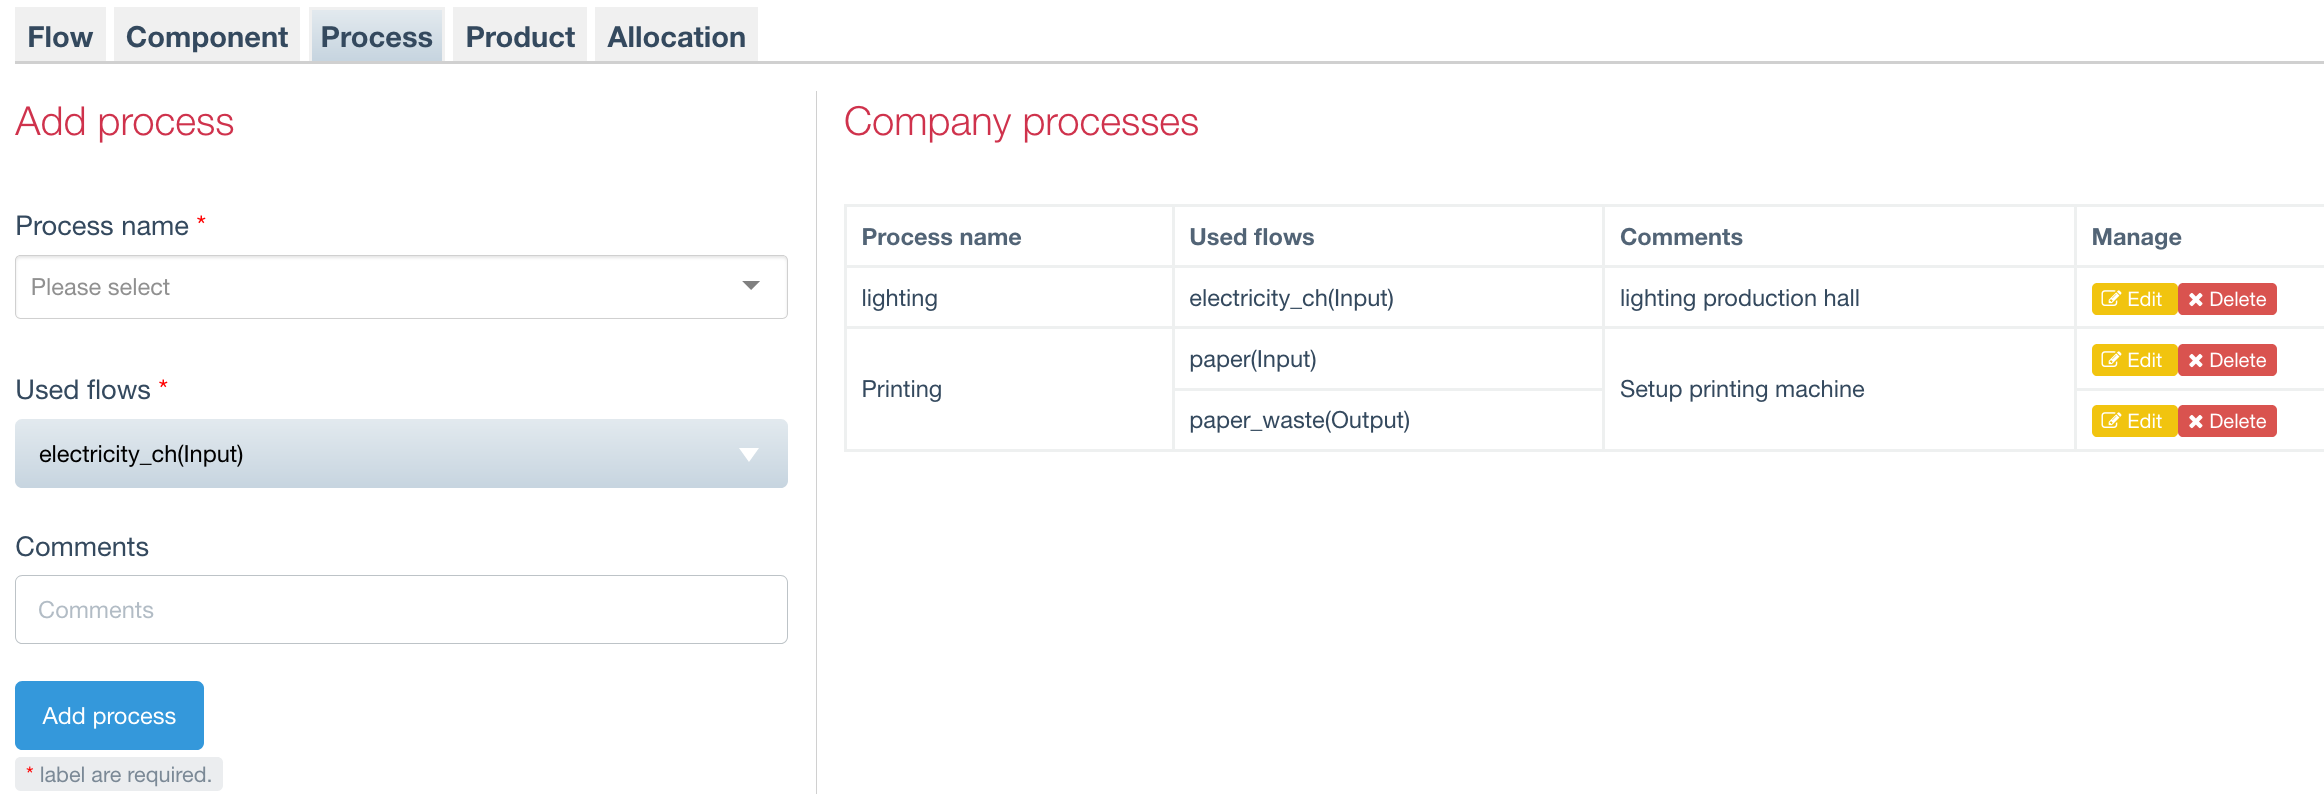 Flow Component Process Product Allocation
Add process
Process name *
Please select
Used flows *
electricity_ch(Input)
Comments
Comments
Add process
* label are required.
Company processes
Process name Used flows Comments Manage
lighting electricity_ch(Input) lighting production hall Edit Delete
Printing paper(Input) Setup printing machine Edit Delete
paper_waste(Output) Edit Delete